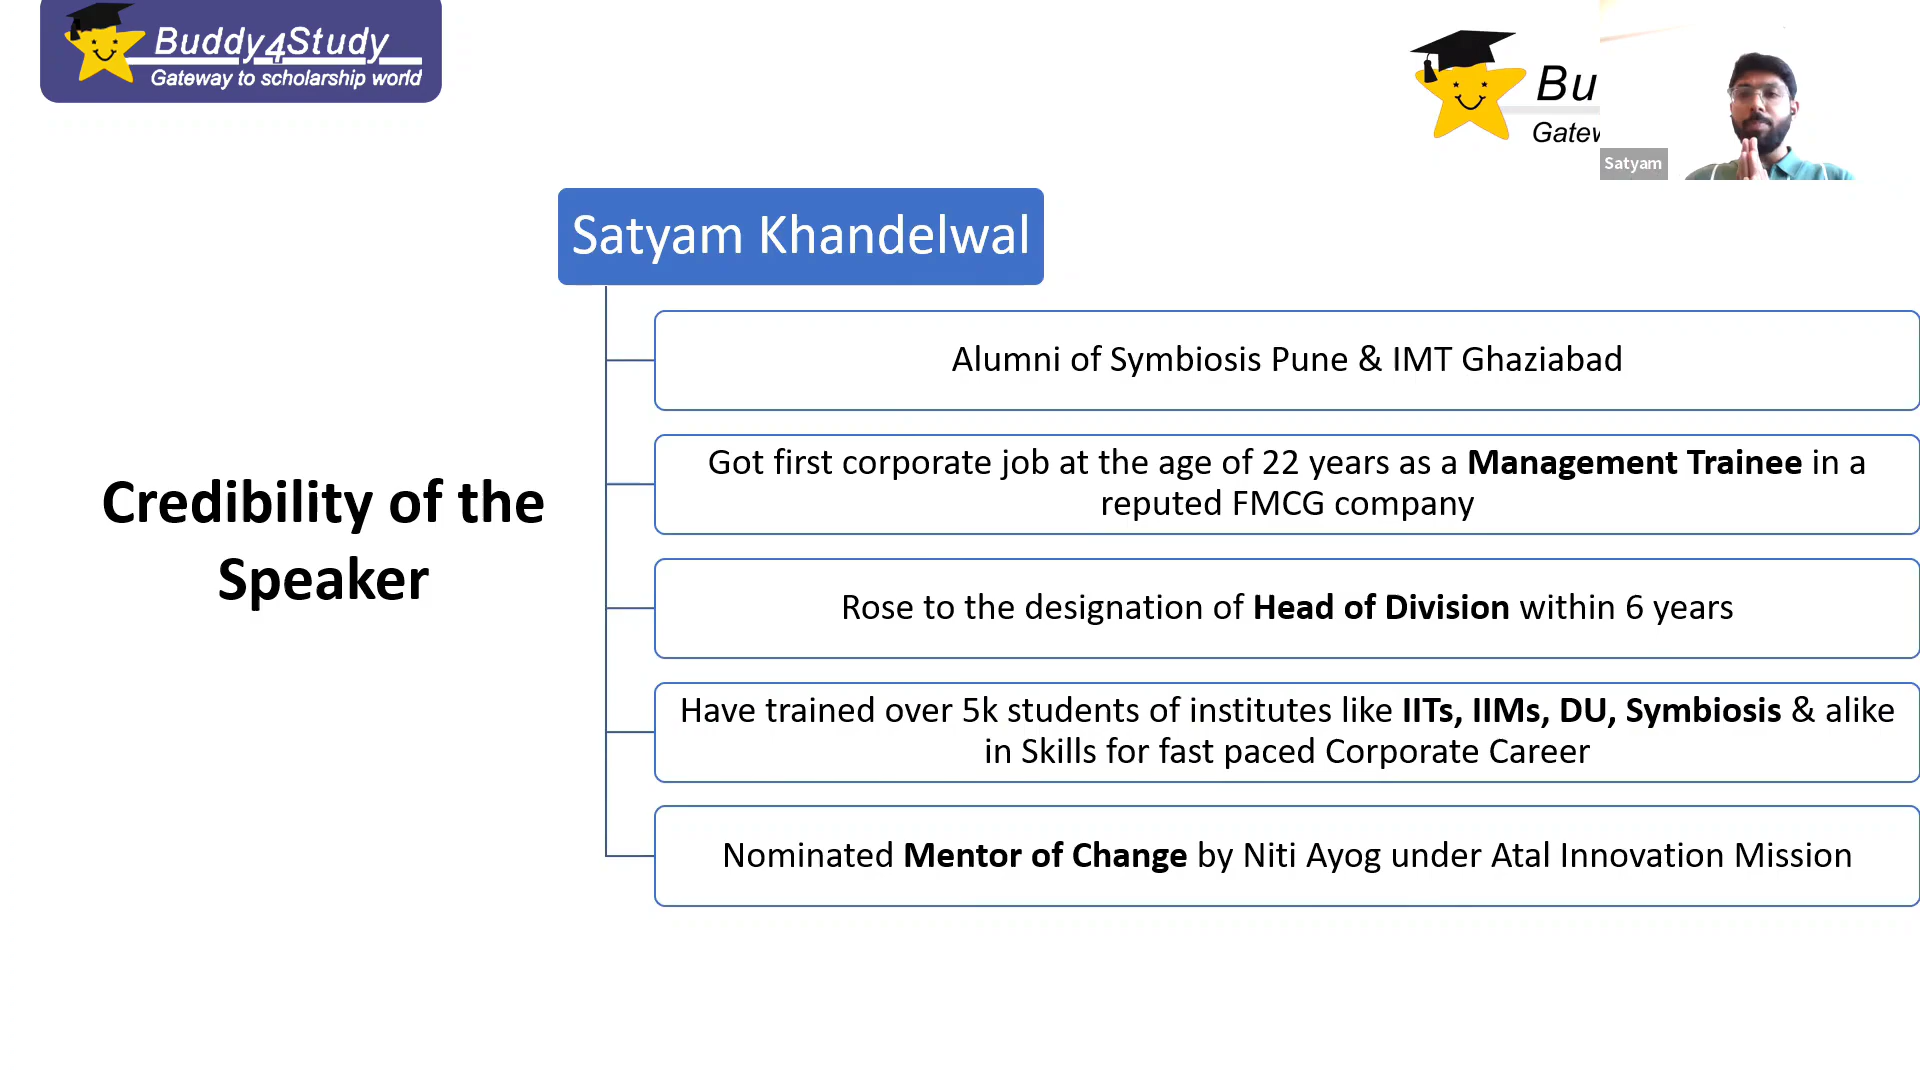 Buddy4Study
Gateway to scholarship world
Bu
Gatew
Satyam
Satyam Khandelwal
Credibility of the
Speaker
Alumni of Symbiosis Pune & IMT Ghaziabad
Got first corporate job at the age of 22 years as a Management Trainee in a
reputed FMCG company
Rose to the designation of Head of Division within 6 years
Have trained over 5k students of institutes like IITs, IIMs, DU, Symbiosis & alike
in Skills for fast paced Corporate Career
Nominated Mentor of Change by Niti Ayog under Atal Innovation Mission